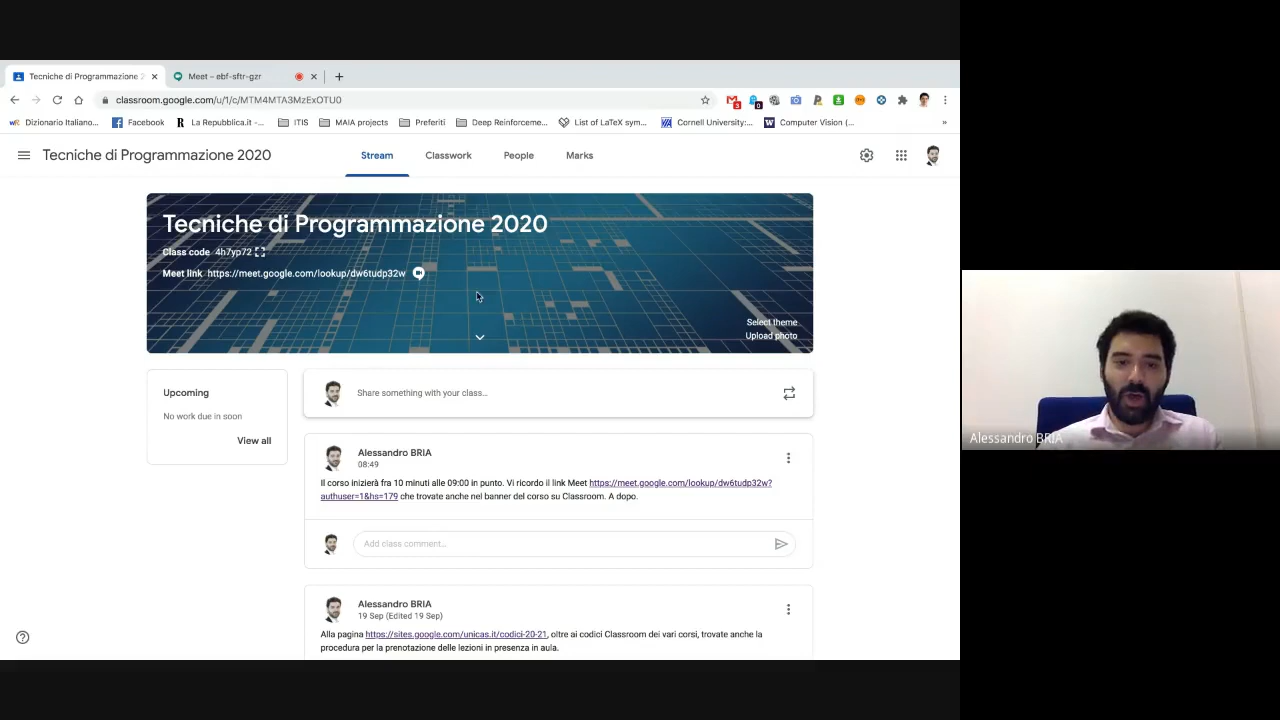 Tecniche di Programmazione 2
Meet – ebf-sftr-gzr
classroom.google.com/u/1/c/MTM4MTA3MzExOTU0
Dizionario Italiano...
Facebook
La Repubblica.it -...
ITIS
MAIA projects
Preferiti
Deep Reinforceme...
List of LaTeX sym...
Cornell University:...
Computer Vision (...
»
Tecniche di Programmazione 2020
Stream
Classwork
People
Marks
Tecniche di Programmazione 2020
Class code 4h7yp72
Meet link https://meet.google.com/lookup/dw6tudp32w
Select theme
Upload photo
Upcoming
No work due in soon
View all
Share something with your class...
Alessandro BRIA
08:49
Il corso inizierà fra 10 minuti alle 09:00 in punto. Vi ricordo il link Meet https://meet.google.com/lookup/dw6tudp32w?
authuser=1&hs=179 che trovate anche nel banner del corso su Classroom. A dopo.
Add class comment...
Alessandro BRIA
19 Sep (Edited 19 Sep)
Alla pagina https://sites.google.com/unicas.it/codici-20-21, oltre ai codici Classroom dei vari corsi, trovate anche la
procedura per la prenotazione delle lezioni in presenza in aula.
Alessandro BRIA